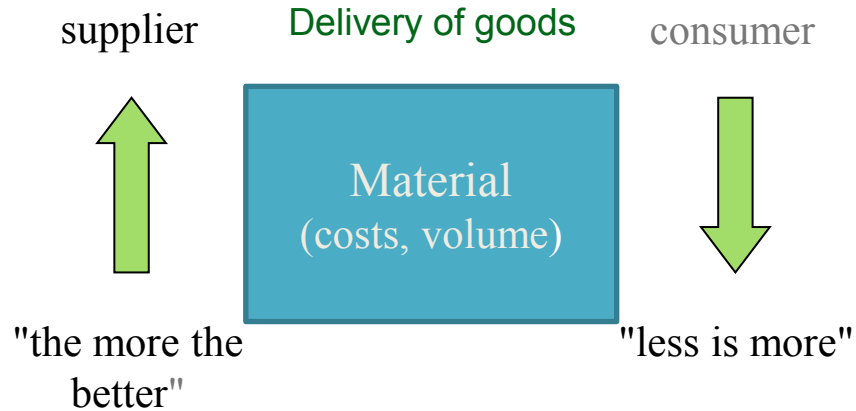 supplier
Delivery of goods
consumer
Material
(costs, volume)
"the more the
better"
"less is more"